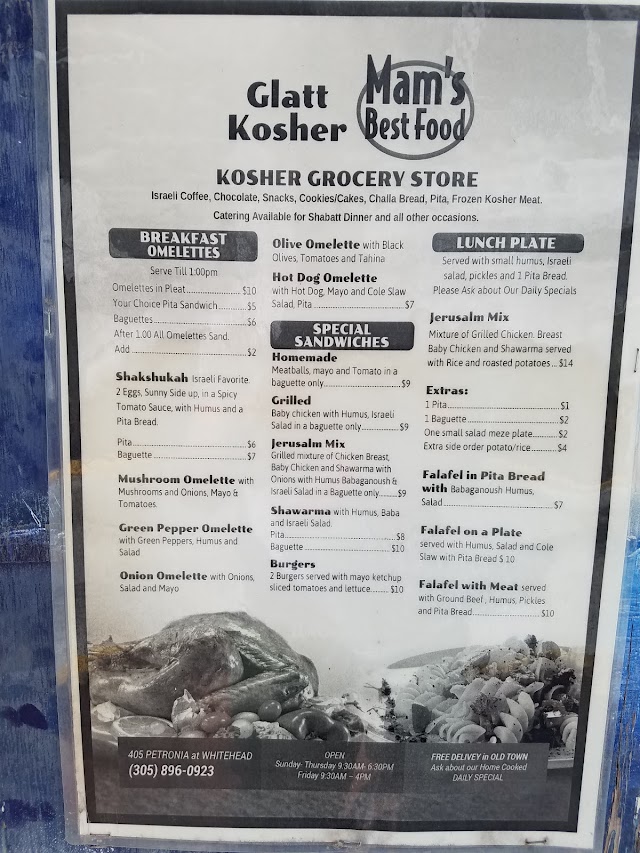 Glatt
Kosher
Mam's
Best Food
KOSHER GROCERY STORE
Israeli Coffee, Chocolate, Snacks, Cookies/Cakes, Challa Bread, Pita, Frozen Kosher Meat.
Catering Available for Shabatt Dinner and all other occasions.
BREAKFAST
OMELETTES
Serve Till 1:00pm
Omelettes in Pleat..............$10
Your Choice Pita Sandwich..............$5
Baguettes..............$6
After 1.00 All Omelettes Sand.
Add..............$2
Shakshukah Israeli Favorite.
2 Eggs, Sunny Side up, in a Spicy
Tomato Sauce, with Humus and a
Pita Bread.
Pita..............$6
Baguette..............$7
Mushroom Omelette with
Mushrooms and Onions, Mayo &
Tomatoes.
Green Pepper Omelette
with Green Peppers, Humus and
Salad
Onion Omelette with Onions,
Salad and Mayo
Olive Omelette with Black
Olives, Tomatoes and Tahina
Hot Dog Omelette
with Hot Dog, Mayo and Cole Slaw
Salad, Pita..............$7
SPECIAL
SANDWICHES
Homemade
Meatballs, mayo and Tomato in a
baguette only..............$9
Grilled
Baby chicken with Humus, Israeli
Salad in a baguette only..............$9
Jerusalm Mix
Grilled mixture of Chicken Breast,
Baby Chicken and Shawarma with
Onions with Humus Babaganoush &
Israeli Salad in a Baguette only......$9
Shawarma with Humus, Baba
and Israeli Salad.
Pita..............$8
Baguette..............$10
Burgers
2 Burgers served with mayo ketchup
sliced tomatoes and lettuce.........$10
LUNCH PLATE
Served with small humus, Israeli
salad, pickles and 1 Pita Bread.
Please Ask about Our Daily Specials
Jerusalm Mix
Mixture of Grilled Chicken. Breast
Baby Chicken and Shawarma served
with Rice and roasted potatoes...$14
Extras:
1 Pita..............$1
1 Baguette..............$2
One small salad meze plate.........$2
Extra side order potato/rice.......$4
Falafel in Pita Bread
with Babaganoush Humus,
Salad..............$7
Falafel on a Plate
served with Humus, Salad and Cole
Slaw with Pita Bread $ 10
Falafel with Meat served
with Ground Beef , Humus, Pickles
and Pita Bread..............$10
405 PETRONIA at WHITEHEAD
(305) 896-0923
OPEN
Sunday- Thursday 9:30AM- 6:30PM
Friday 9:30AM – 4PM
FREE DELIVEY in OLD TOWN
Ask about our Home Cooked
DAILY SPECIAL